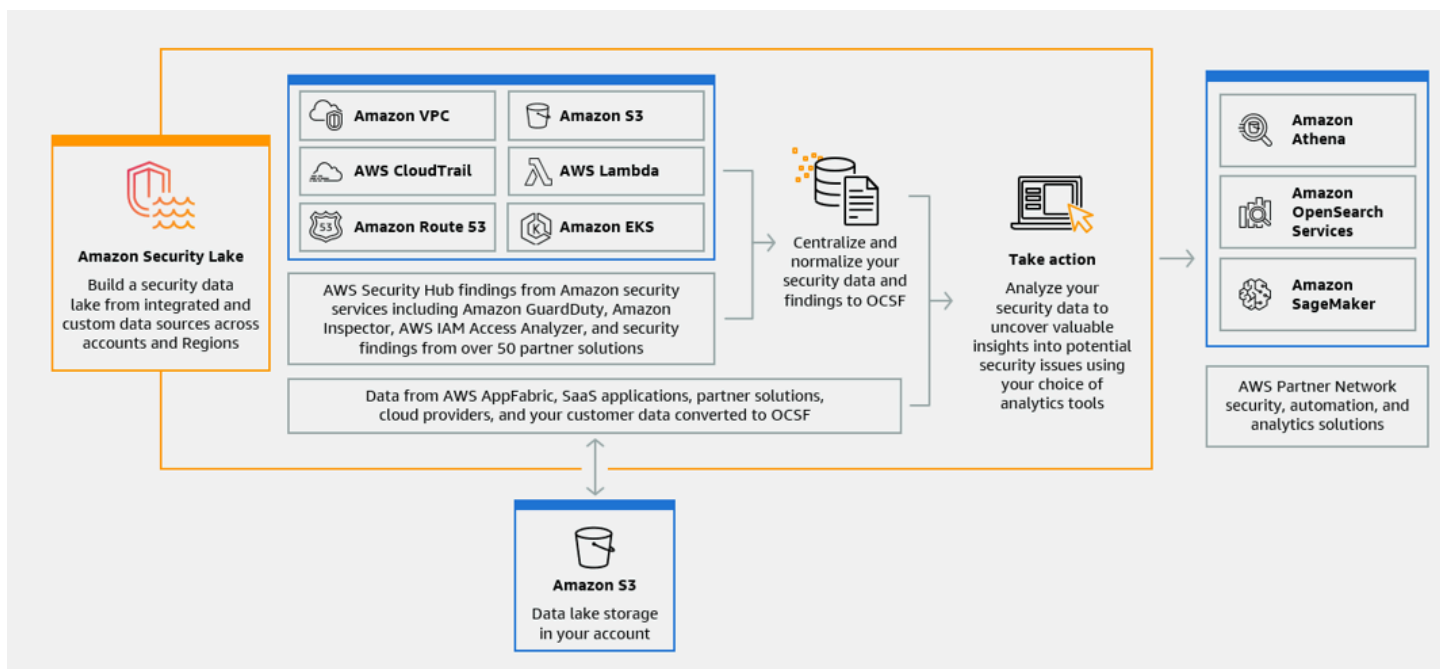 Amazon Security Lake
Build a security data
lake from integrated and
custom data sources across
accounts and Regions
Amazon VPC
Amazon S3
AWS CloudTrail
AWS Lambda
53
Amazon Route 53
K
Amazon EKS
AWS Security Hub findings from Amazon security
services including Amazon GuardDuty, Amazon
Inspector, AWS IAM Access Analyzer, and security
findings from over 50 partner solutions
Data from AWS AppFabric, SaaS applications, partner solutions,
cloud providers, and your customer data converted to OCSF
Centralize and
normalize your
security data and
findings to OCSF
Take action
Analyze your
security data to
uncover valuable
insights into potential
security issues using
your choice of
analytics tools
Amazon
Athena
Amazon
OpenSearch
Services
Amazon
SageMaker
AWS Partner Network
security, automation, and
analytics solutions
Amazon S3
Data lake storage
in your account